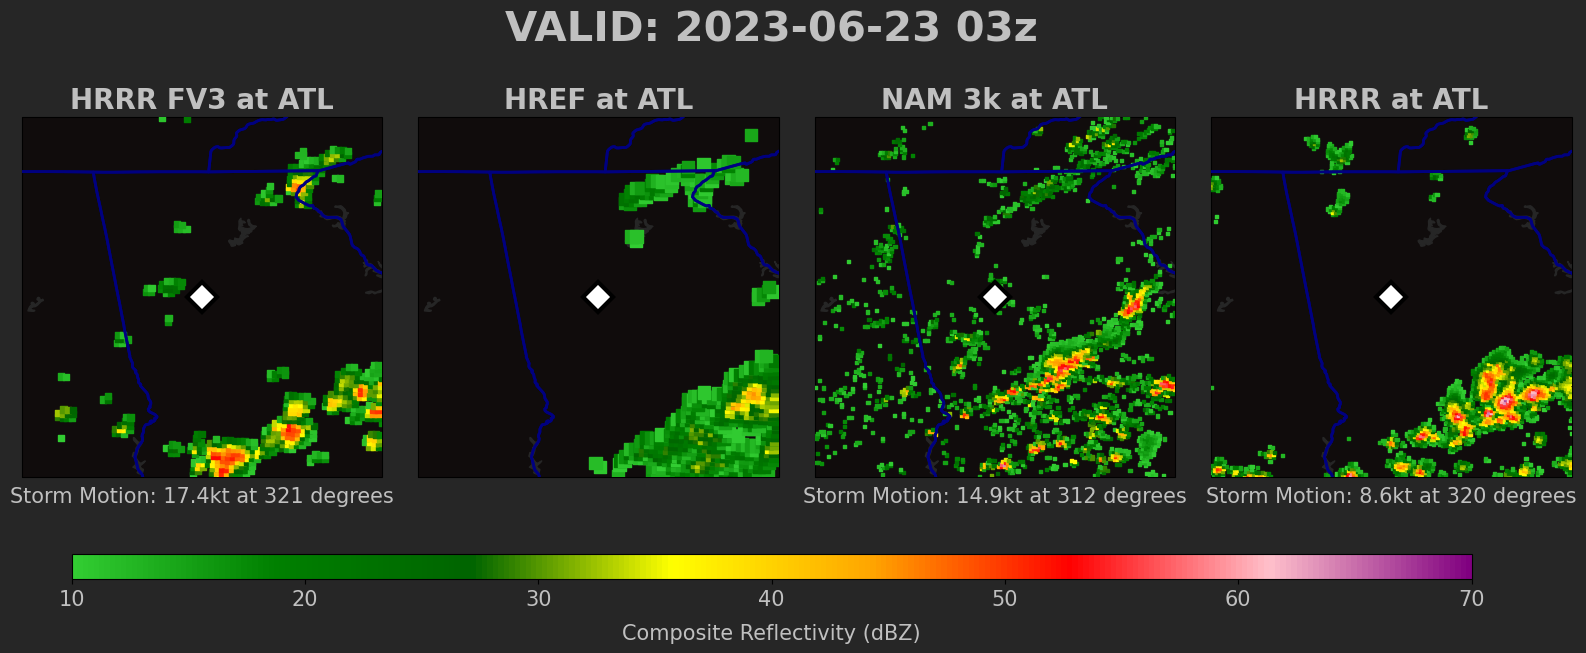 VALID: 2023-06-23 03z
HRRR FV3 at ATL
HREF at ATL
NAM 3k at ATL
HRRR at ATL
Storm Motion: 17.4kt at 321 degrees
Storm Motion: 14.9kt at 312 degrees
Storm Motion: 8.6kt at 320 degrees
10 20 30 40 50 60 70
Composite Reflectivity (dBZ)